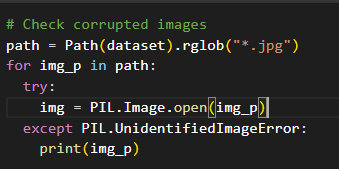 # Check corrupted images
path = Path(dataset).rglob("*.jpg")
for img_p in path:
  try:
    img = PIL.Image.open(img_p)
  except PIL.UnidentifiedImageError:
    print(img_p)